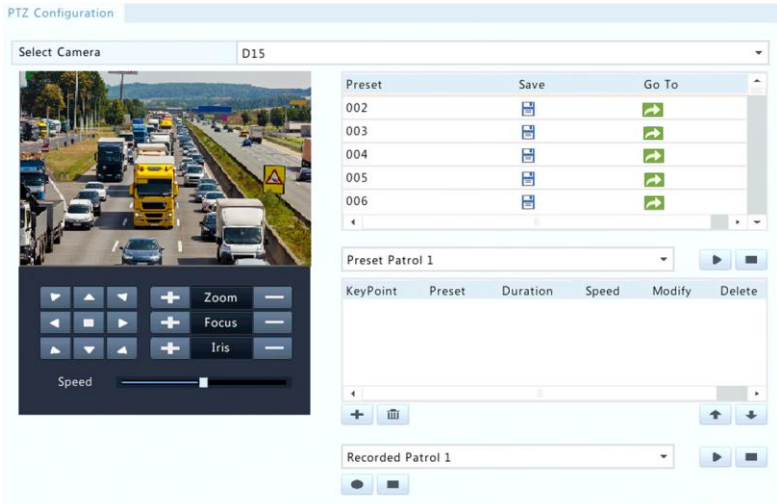 PTZ Configuration
Select Camera D15
Preset Save Go To
002
003
004
005
006
Zoom
Focus
Iris
Speed
Preset Patrol 1
KeyPoint Preset Duration Speed Modify Delete
Recorded Patrol 1